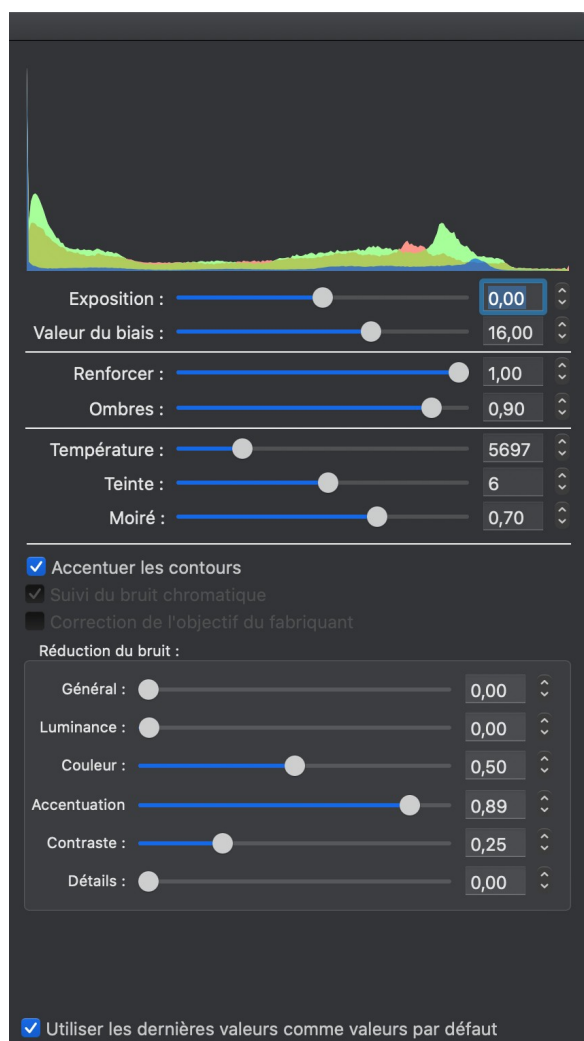 Exposition : 0,00
Valeur du biais : 16,00
Renforcer : 1,00
Ombres : 0,90
Température : 5697
Teinte : 6
Moiré : 0,70
Accentuer les contours
Suivi du bruit chromatique
Correction de l'objectif du fabriquant
Réduction du bruit :
Général : 0,00
Luminance : 0,00
Couleur : 0,50
Accentuation 0,89
Contraste : 0,25
Détails : 0,00
Utiliser les dernières valeurs comme valeurs par défaut